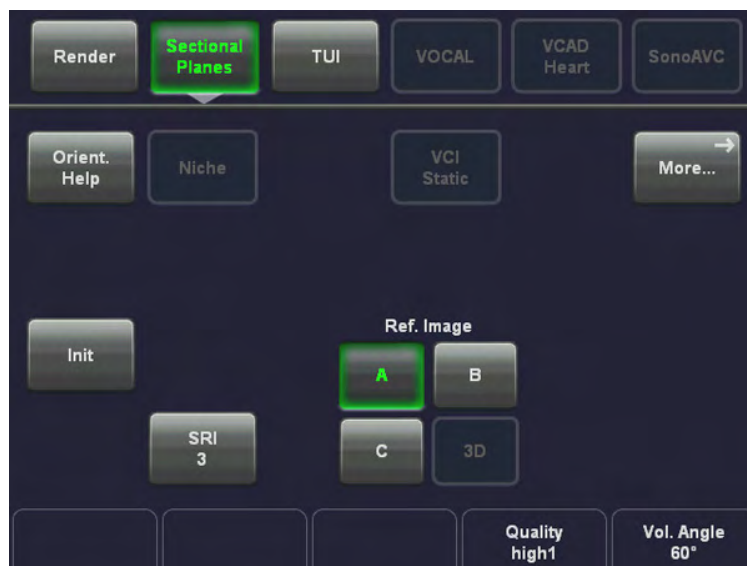 Render
Sectional
Planes
TUI
VOCAL
VCAD
Heart
SonoAVC
Orient.
Help
Niche
VCI
Static
More...
Init
Ref. Image
A
B
SRI
3
C
3D
Quality
high1
Vol. Angle
60°